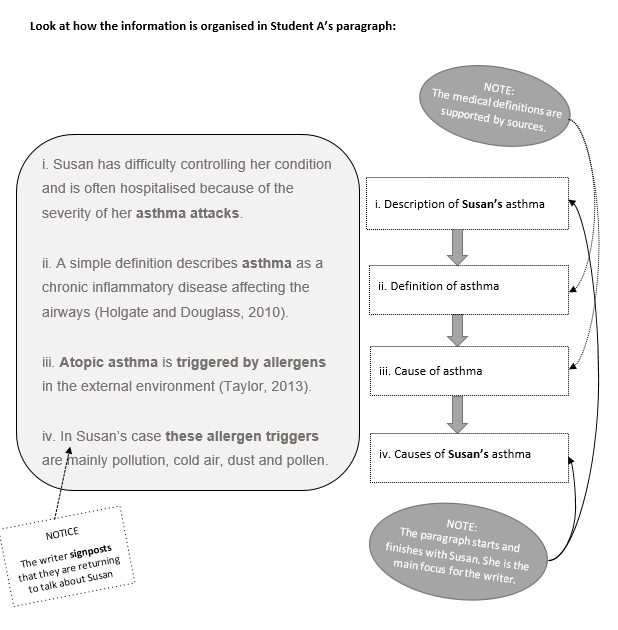 Look at how the information is organised in Student A's paragraph:
NOTE:
The medical definitions are
supported by sources.
i. Susan has difficulty controlling her condition
and is often hospitalised because of the
severity of her asthma attacks.
ii. A simple definition describes asthma as a
chronic inflammatory disease affecting the
airways (Holgate and Douglass, 2010).
iii. Atopic asthma is triggered by allergens
in the external environment (Taylor, 2013).
iv. In Susan's case these allergen triggers
are mainly pollution, cold air, dust and pollen.
i. Description of Susan's asthma
ii. Definition of asthma
iii. Cause of asthma
iv. Causes of Susan's asthma
NOTICE
The writer signposts
that they are returning
to talk about Susan
NOTE:
The paragraph starts and
finishes with Susan. She is the
main focus for the writer.